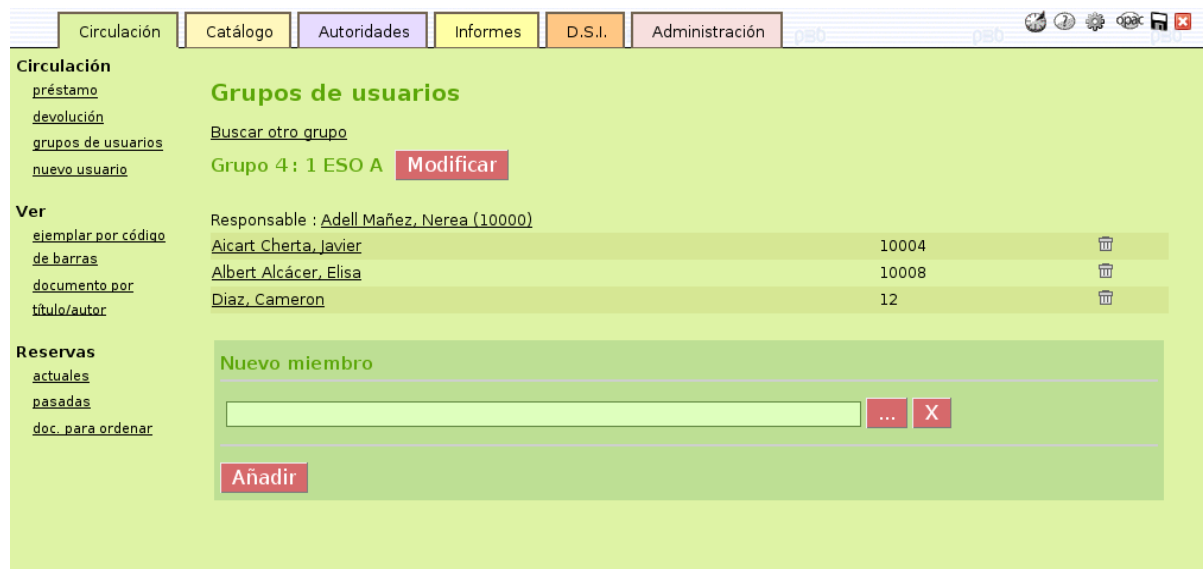 Circulación Catálogo Autoridades Informes D.S.I. Administración pmb pmb opac pmb
Circulación
préstamo
devolución
grupos de usuarios
nuevo usuario
Ver
ejemplar por código
de barras
documento por
título/autor
Reservas
actuales
pasadas
doc. para ordenar
Grupos de usuarios
Buscar otro grupo
Grupo 4: 1 ESO A Modificar
Responsable : Adell Mañez, Nerea (10000)
Aicart Cherta, Javier 10004
Albert Alcácer, Elisa 10008
Diaz, Cameron 12
Nuevo miembro
... X
Añadir